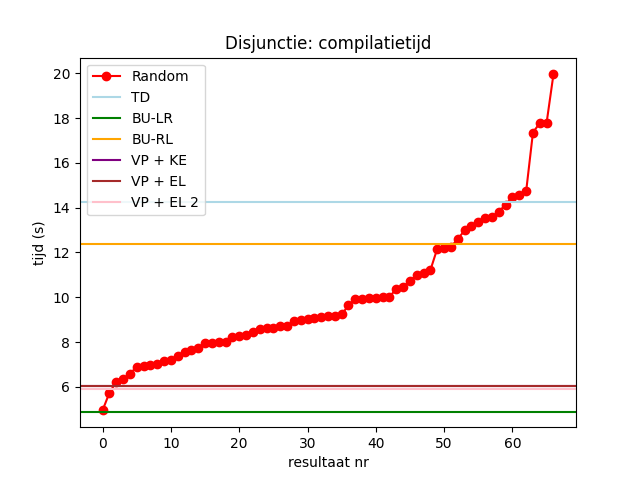 Disjunctie: compilatietijd
Random
TD
BU-LR
BU-RL
VP + KE
VP + EL
VP + EL 2
tijd (s)
20
18
16
14
12
10
8
6
0 10 20 30 40 50 60
resultaat nr